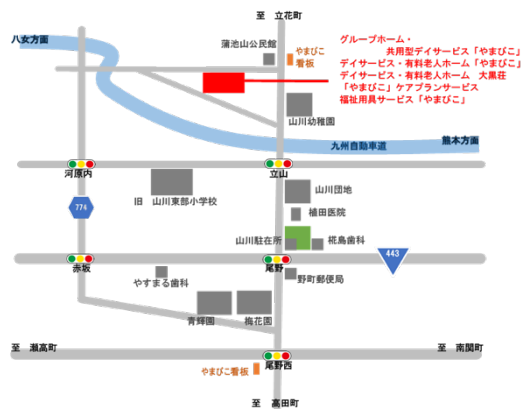 至　立花町
八女方面
蒲池山公民館
やまびこ
看板
グループホーム・
共用型デイサービス「やまびこ」
デイサービス・有料老人ホーム「やまびこ」
デイサービス・有料老人ホーム　大黒荘
「やまびこ」ケアプランサービス
福祉用具サービス「やまびこ」
山川幼稚園
九州自動車道
熊本方面
河原内
立山
旧　山川東部小学校
山川団地
774
植田医院
山川駐在所
椛島歯科
443
赤坂
尾野
やすまる歯科
野町郵便局
青輝園
梅花園
至　瀬高町
至　南関町
尾野西
やまびこ看板
至　高田町